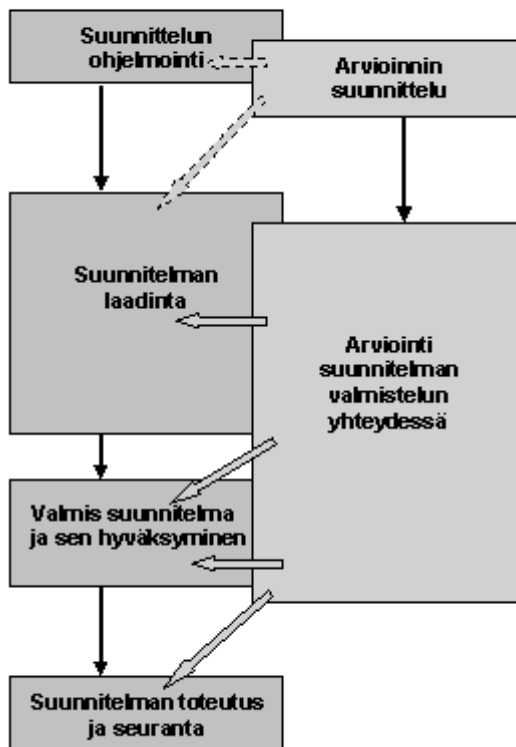 Suunnittelun
ohjelmointi
Arvioinnin
suunnittelu
Suunnitelman
laadinta
Arviointi
suunnitelman
valmistelun
yhteydessä
Valmis suunnitelma
ja sen hyväksyminen
Suunnitelman toteutus
ja seuranta